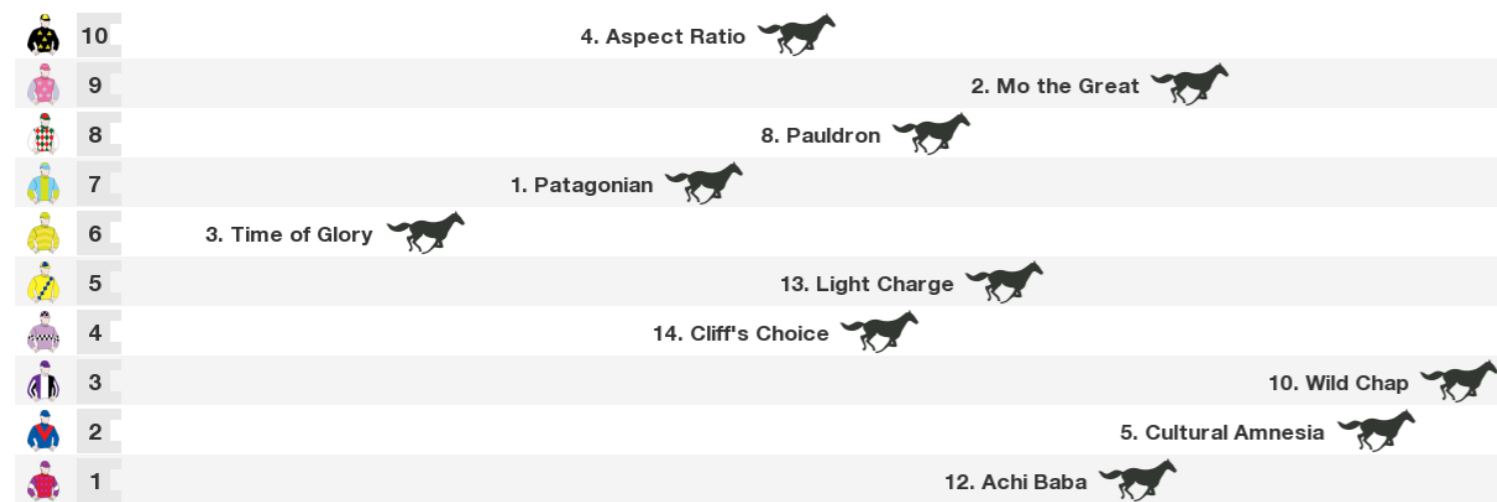 10 4. Aspect Ratio
9 2. Mo the Great
8 8. Pauldron
7 1. Patagonian
6 3. Time of Glory
5 13. Light Charge
4 14. Cliff's Choice
3 10. Wild Chap
2 5. Cultural Amnesia
1 12. Achi Baba